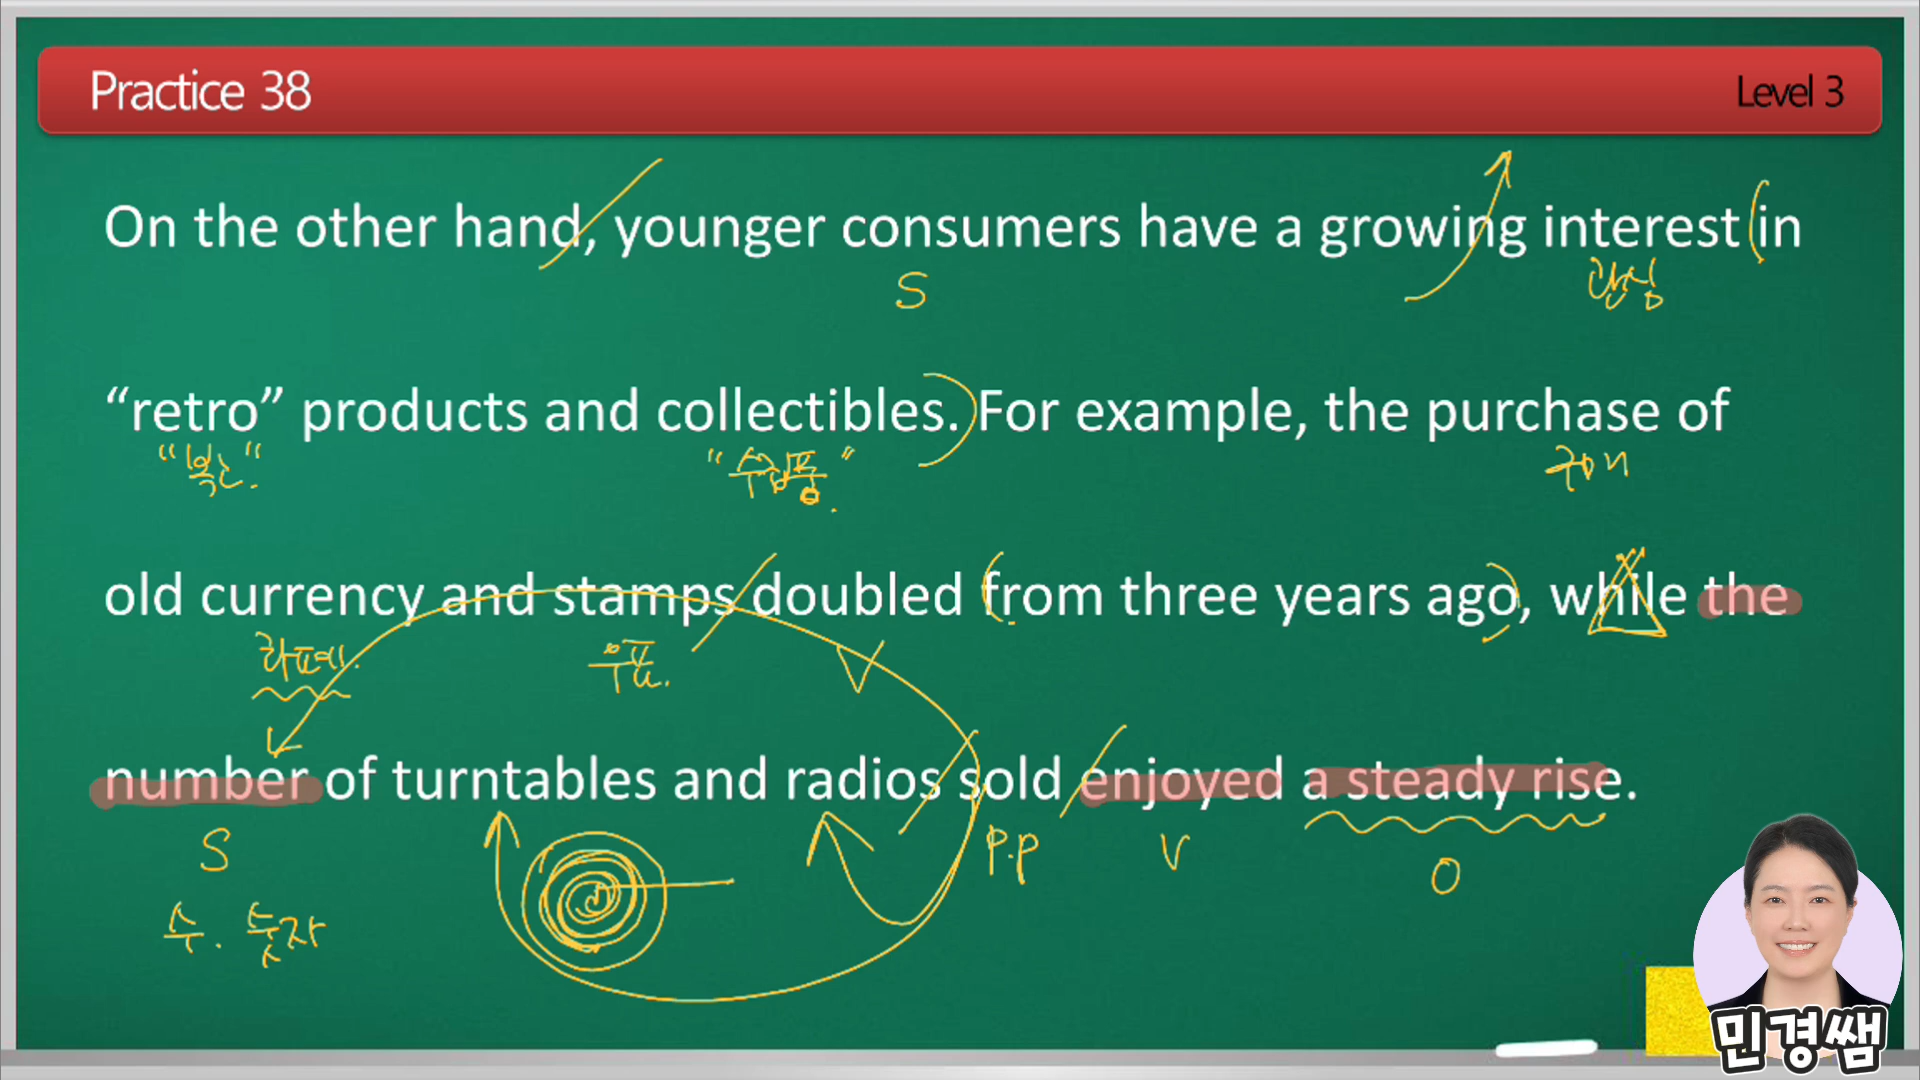 Practice 38
Level 3
On the other hand, younger consumers have a growing interest in
S 관심
“retro” products and collectibles. For example, the purchase of
“복고”. “수집품”. 구매
old currency and stamps doubled from three years ago, while the
화폐. 우표.
number of turntables and radios sold enjoyed a steady rise.
S P.P V O
수. 숫자
민경쌤